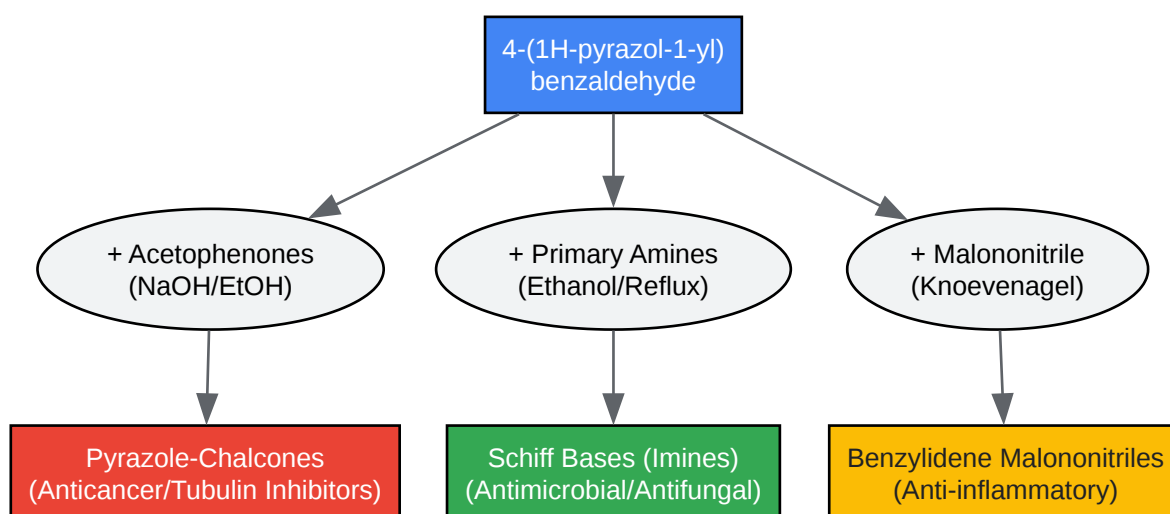 4-(1H-pyrazol-1-yl)
benzaldehyde
+ Acetophenones
(NaOH/EtOH)
+ Primary Amines
(Ethanol/Reflux)
+ Malononitrile
(Knoevenagel)
Pyrazole-Chalcones
(Anticancer/Tubulin Inhibitors)
Schiff Bases (Imines)
(Antimicrobial/Antifungal)
Benzylidene Malononitriles
(Anti-inflammatory)